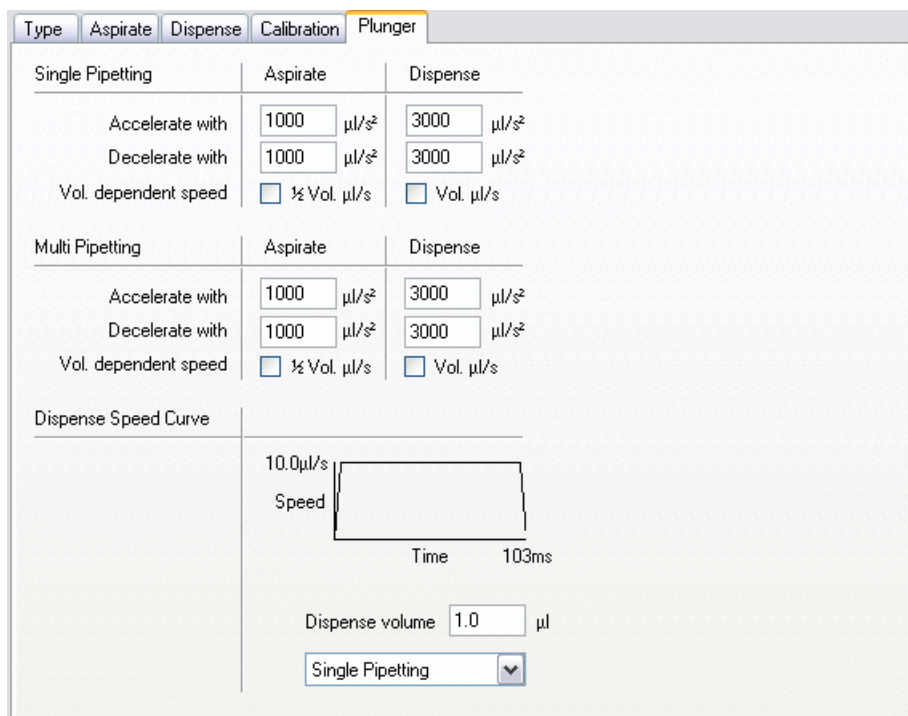 Type Aspirate Dispense Calibration Plunger
Single Pipetting Aspirate Dispense
Accelerate with 1000 µl/s² 3000 µl/s²
Decelerate with 1000 µl/s² 3000 µl/s²
Vol. dependent speed ½ Vol. µl/s Vol. µl/s
Multi Pipetting Aspirate Dispense
Accelerate with 1000 µl/s² 3000 µl/s²
Decelerate with 1000 µl/s² 3000 µl/s²
Vol. dependent speed ½ Vol. µl/s Vol. µl/s
Dispense Speed Curve
10.0µl/s
Speed
Time 103ms
Dispense volume 1.0 µl
Single Pipetting